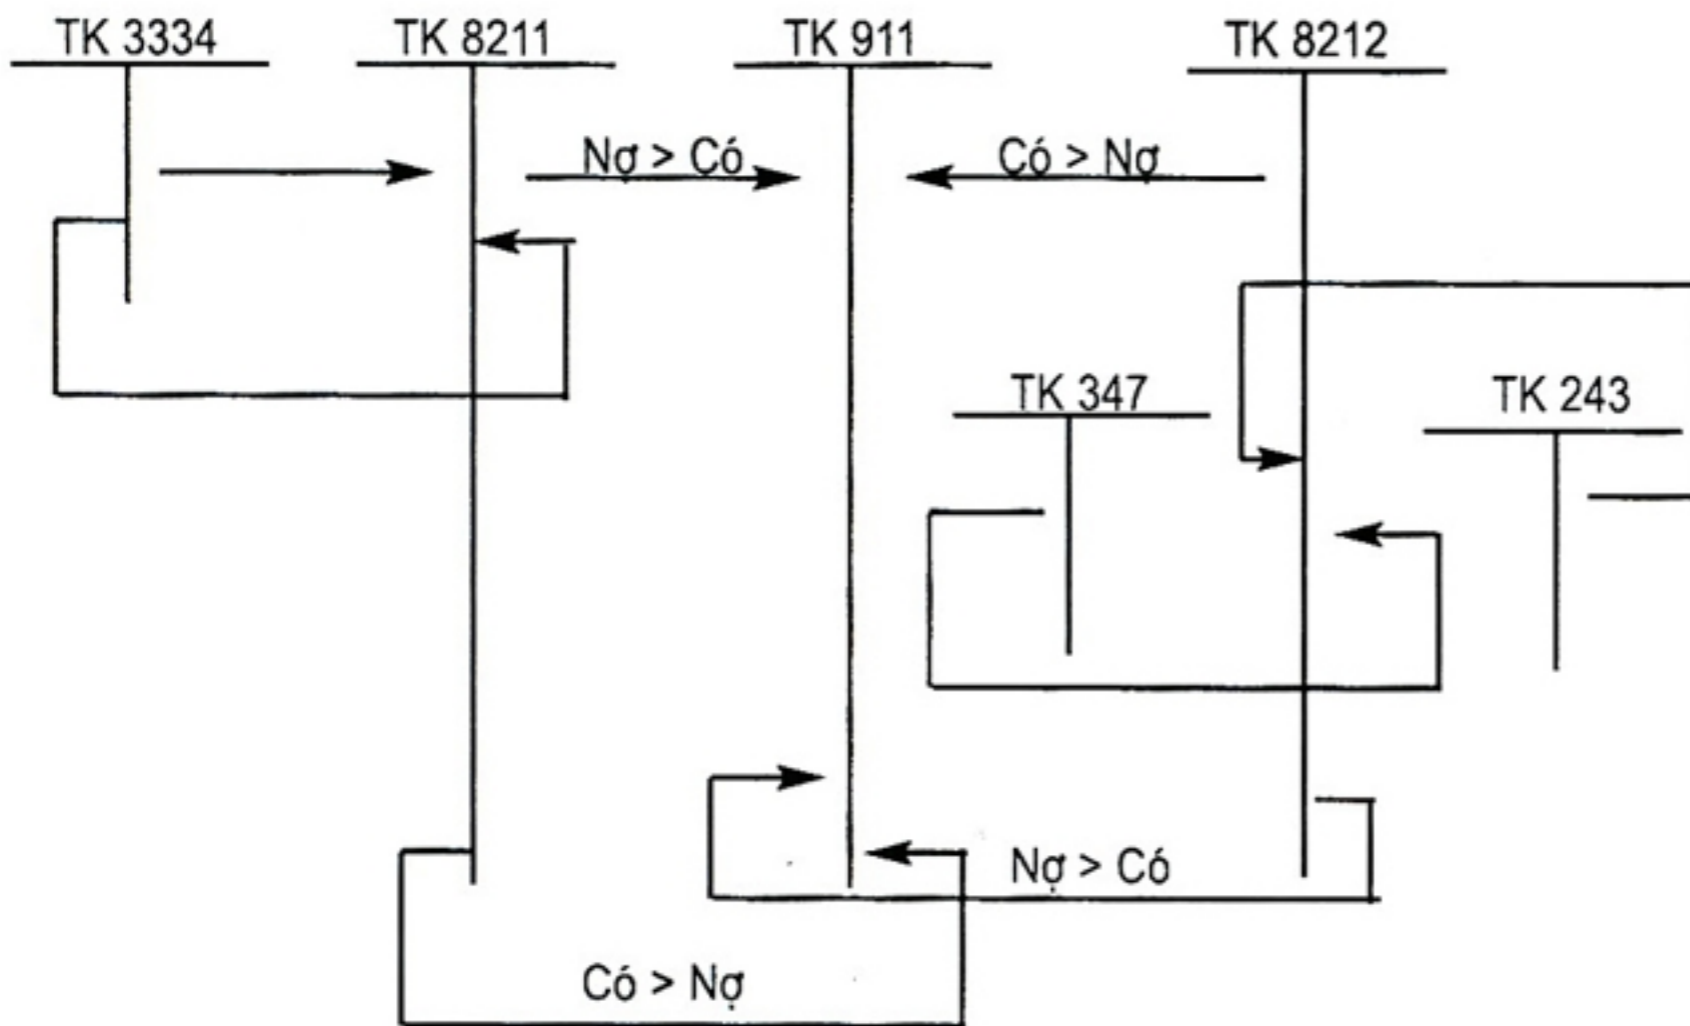 TK 3334
TK 8211
TK 911
TK 8212
Nợ > Có
Có > Nợ
TK 347
TK 243
Nợ > Có
Có > Nợ